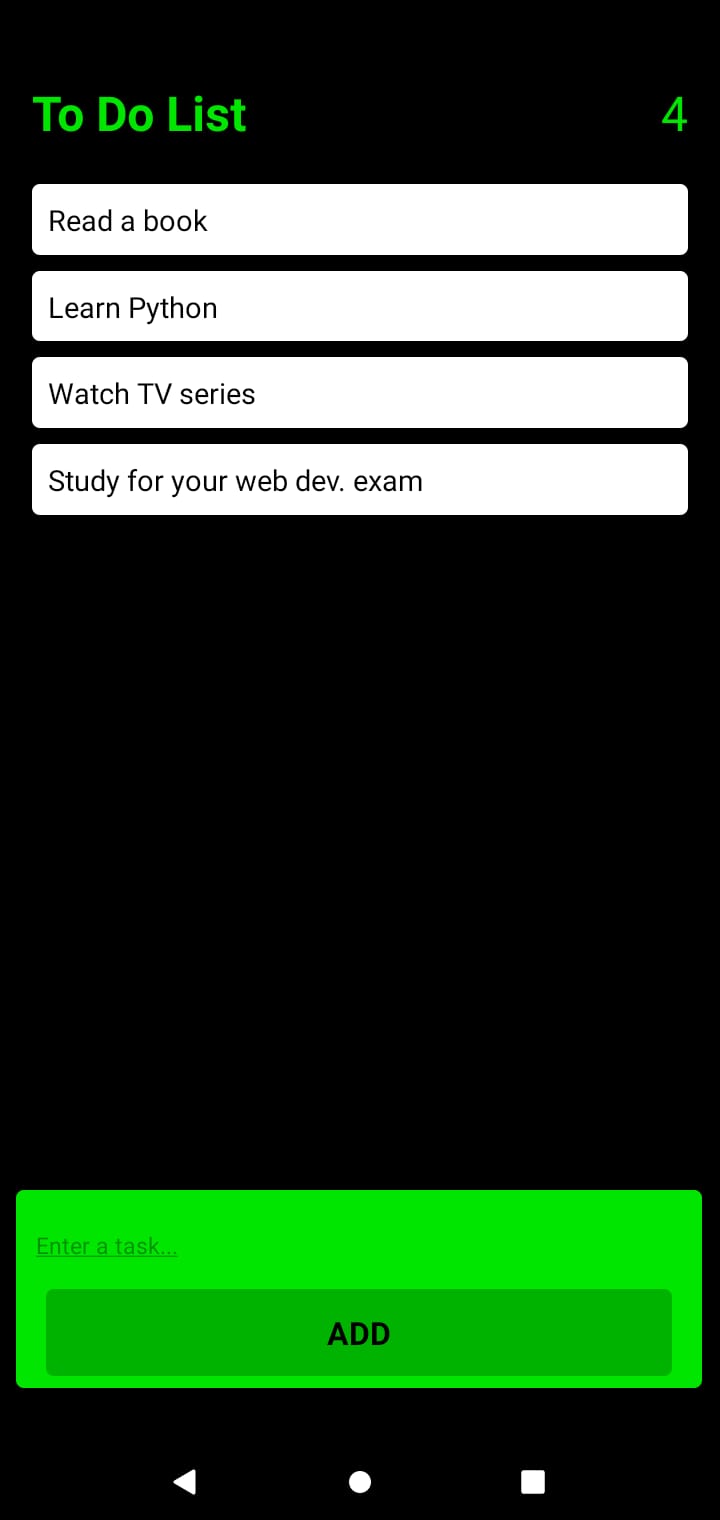 To Do List 4
Read a book
Learn Python
Watch TV series
Study for your web dev. exam
Enter a task...
ADD